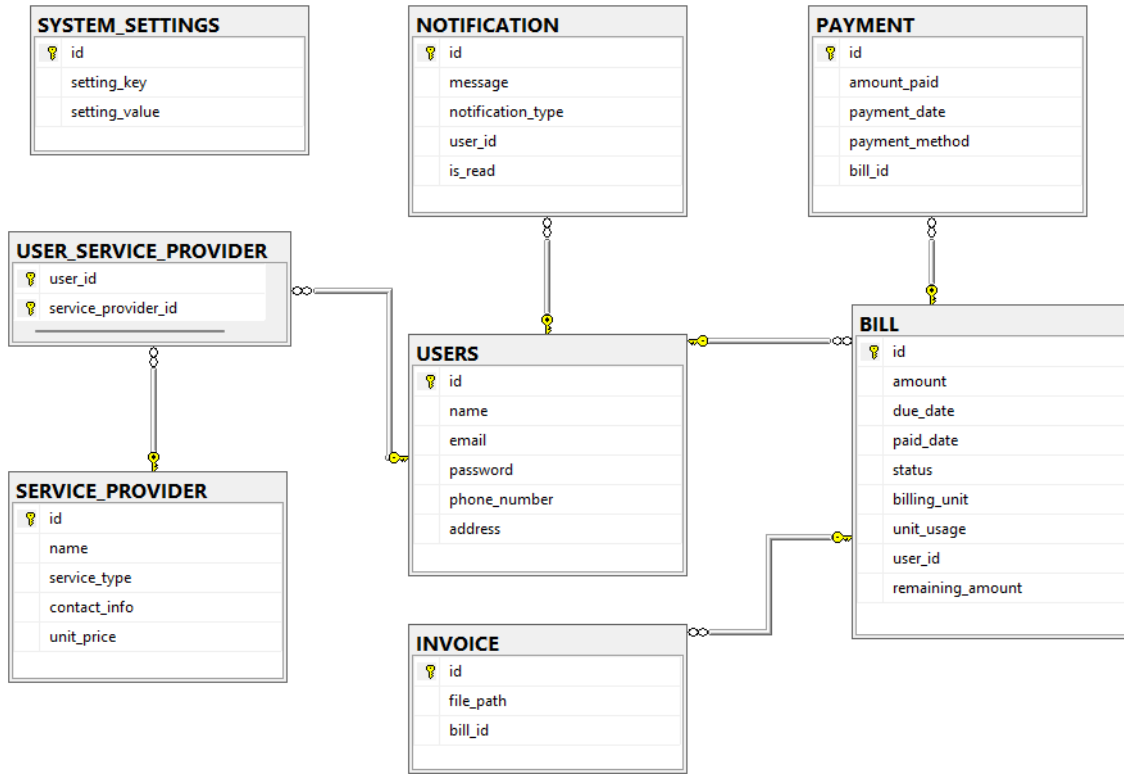 SYSTEM_SETTINGS
id
setting_key
setting_value
NOTIFICATION
id
message
notification_type
user_id
is_read
PAYMENT
id
amount_paid
payment_date
payment_method
bill_id
USER_SERVICE_PROVIDER
user_id
service_provider_id
USERS
id
name
email
password
phone_number
address
BILL
id
amount
due_date
paid_date
status
billing_unit
unit_usage
user_id
remaining_amount
SERVICE_PROVIDER
id
name
service_type
contact_info
unit_price
INVOICE
id
file_path
bill_id